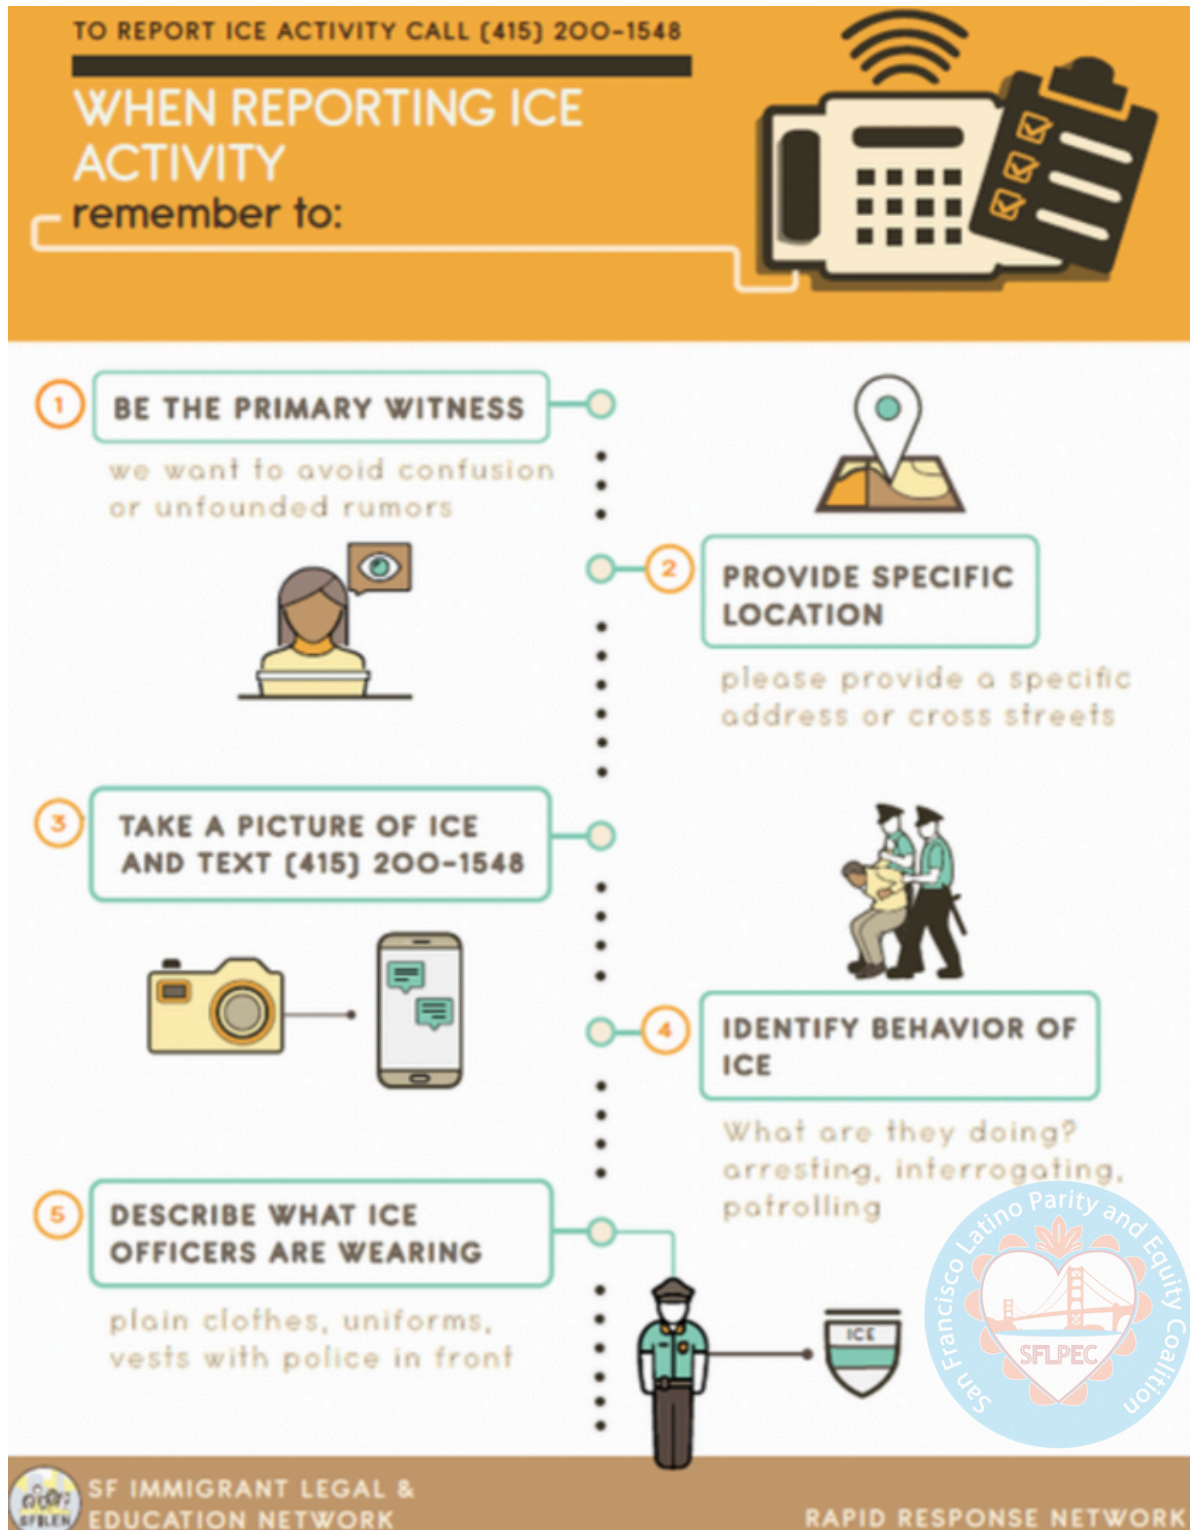 TO REPORT ICE ACTIVITY CALL (415) 200-1548
WHEN REPORTING ICE
ACTIVITY
remember to:
1
BE THE PRIMARY WITNESS
we want to avoid confusion
or unfounded rumors
2
PROVIDE SPECIFIC
LOCATION
please provide a specific
address or cross streets
3
TAKE A PICTURE OF ICE
AND TEXT (415) 200-1548
4
IDENTIFY BEHAVIOR OF
ICE
What are they doing?
arresting, interrogating,
patrolling
5
DESCRIBE WHAT ICE
OFFICERS ARE WEARING
plain clothes, uniforms,
vests with police in front
ICE
San Francisco Latino Parity and Equity Coalition
SFLPEC
SFILEN
SF IMMIGRANT LEGAL &
EDUCATION NETWORK
RAPID RESPONSE NETWORK